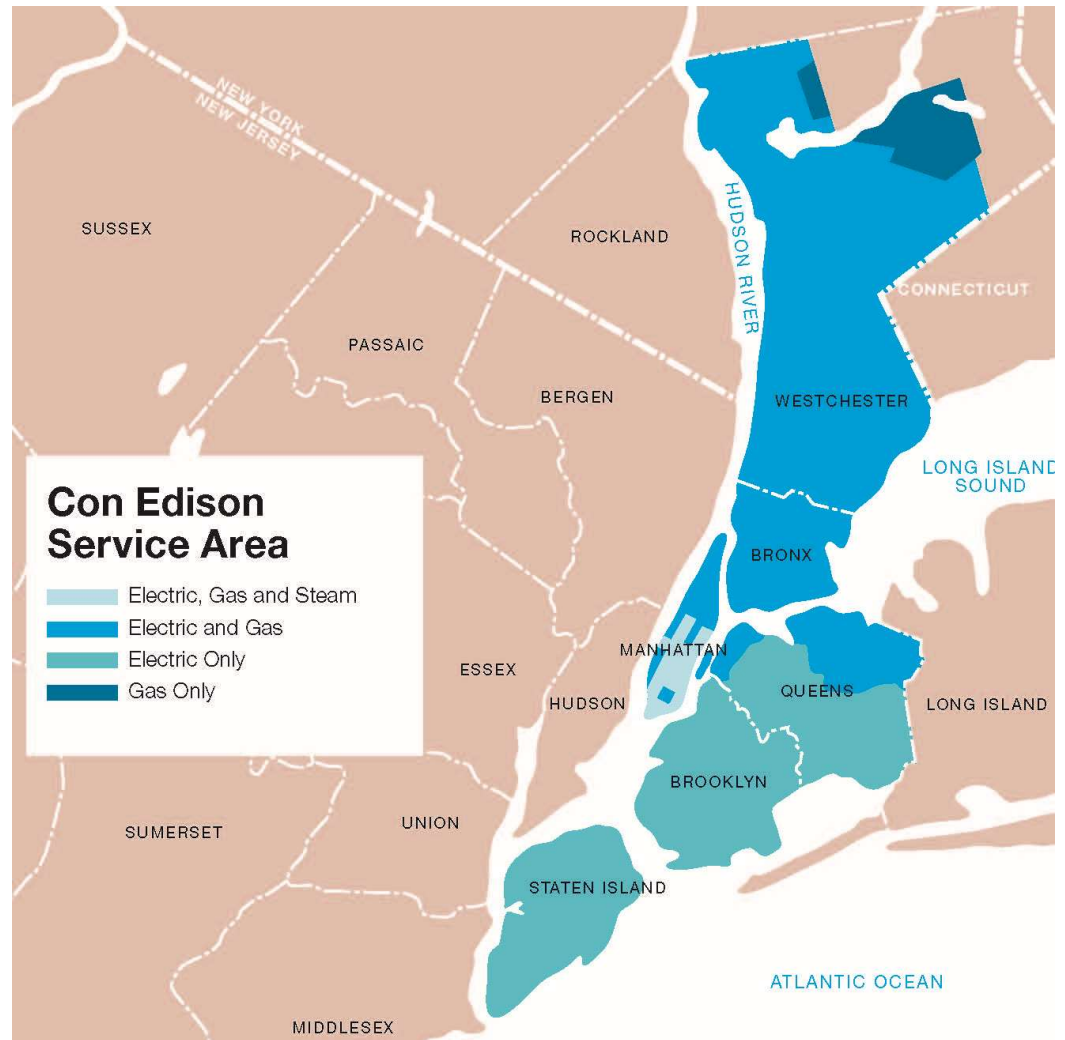 NEW YORK
NEW JERSEY
SUSSEX
ROCKLAND
HUDSON RIVER
CONNECTICUT
PASSAIC
BERGEN
WESTCHESTER
LONG ISLAND
SOUND
Con Edison
Service Area
Electric, Gas and Steam
Electric and Gas
Electric Only
Gas Only
BRONX
MANHATTAN
ESSEX
HUDSON
QUEENS
LONG ISLAND
BROOKLYN
UNION
SUMERSET
STATEN ISLAND
ATLANTIC OCEAN
MIDDLESEX